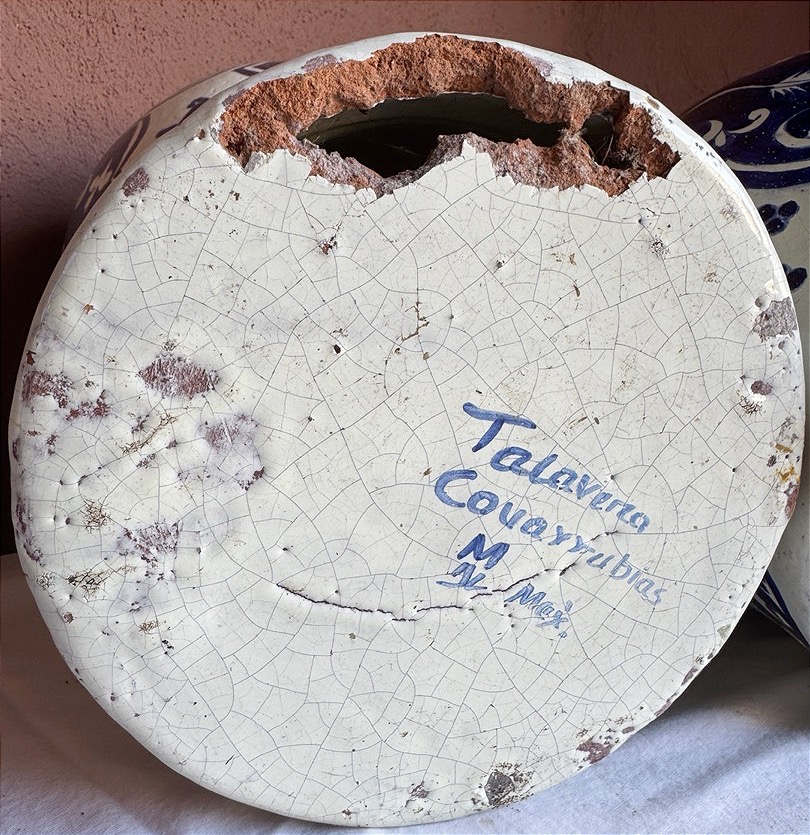 Talavera
Covarrubias
M
N Mex.